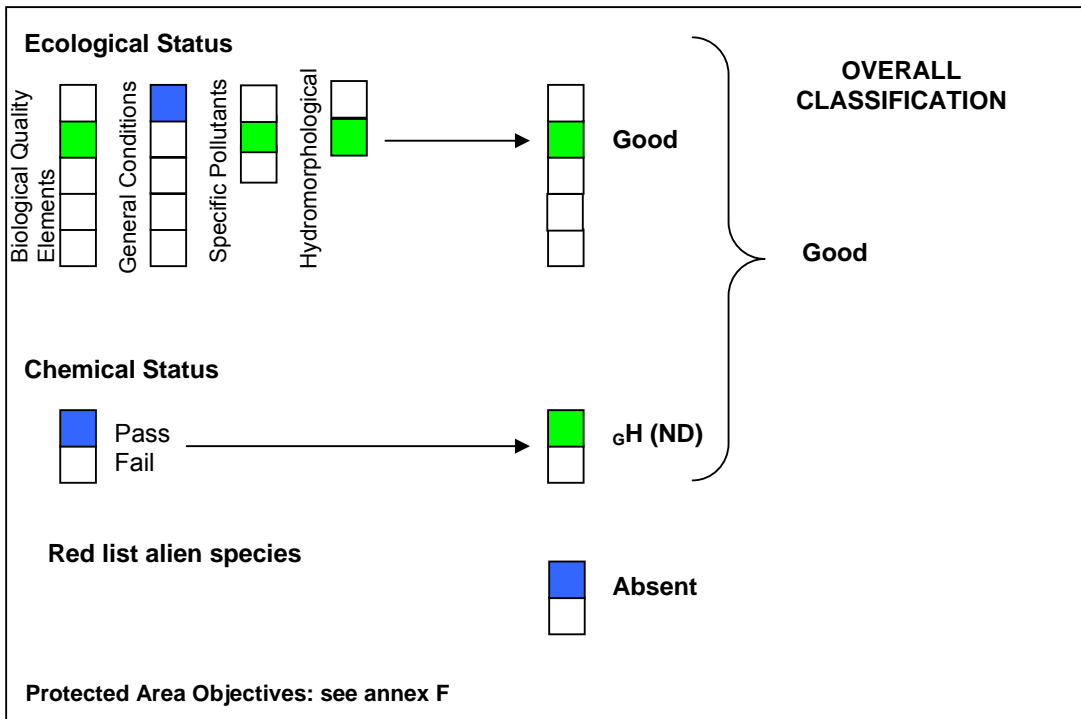 Ecological Status
OVERALL
CLASSIFICATION
Biological Quality
Elements
General Conditions
Specific Pollutants
Hydromorphological
Good
Good
Chemical Status
Pass
Fail
GH (ND)
Red list alien species
Absent
Protected Area Objectives: see annex F